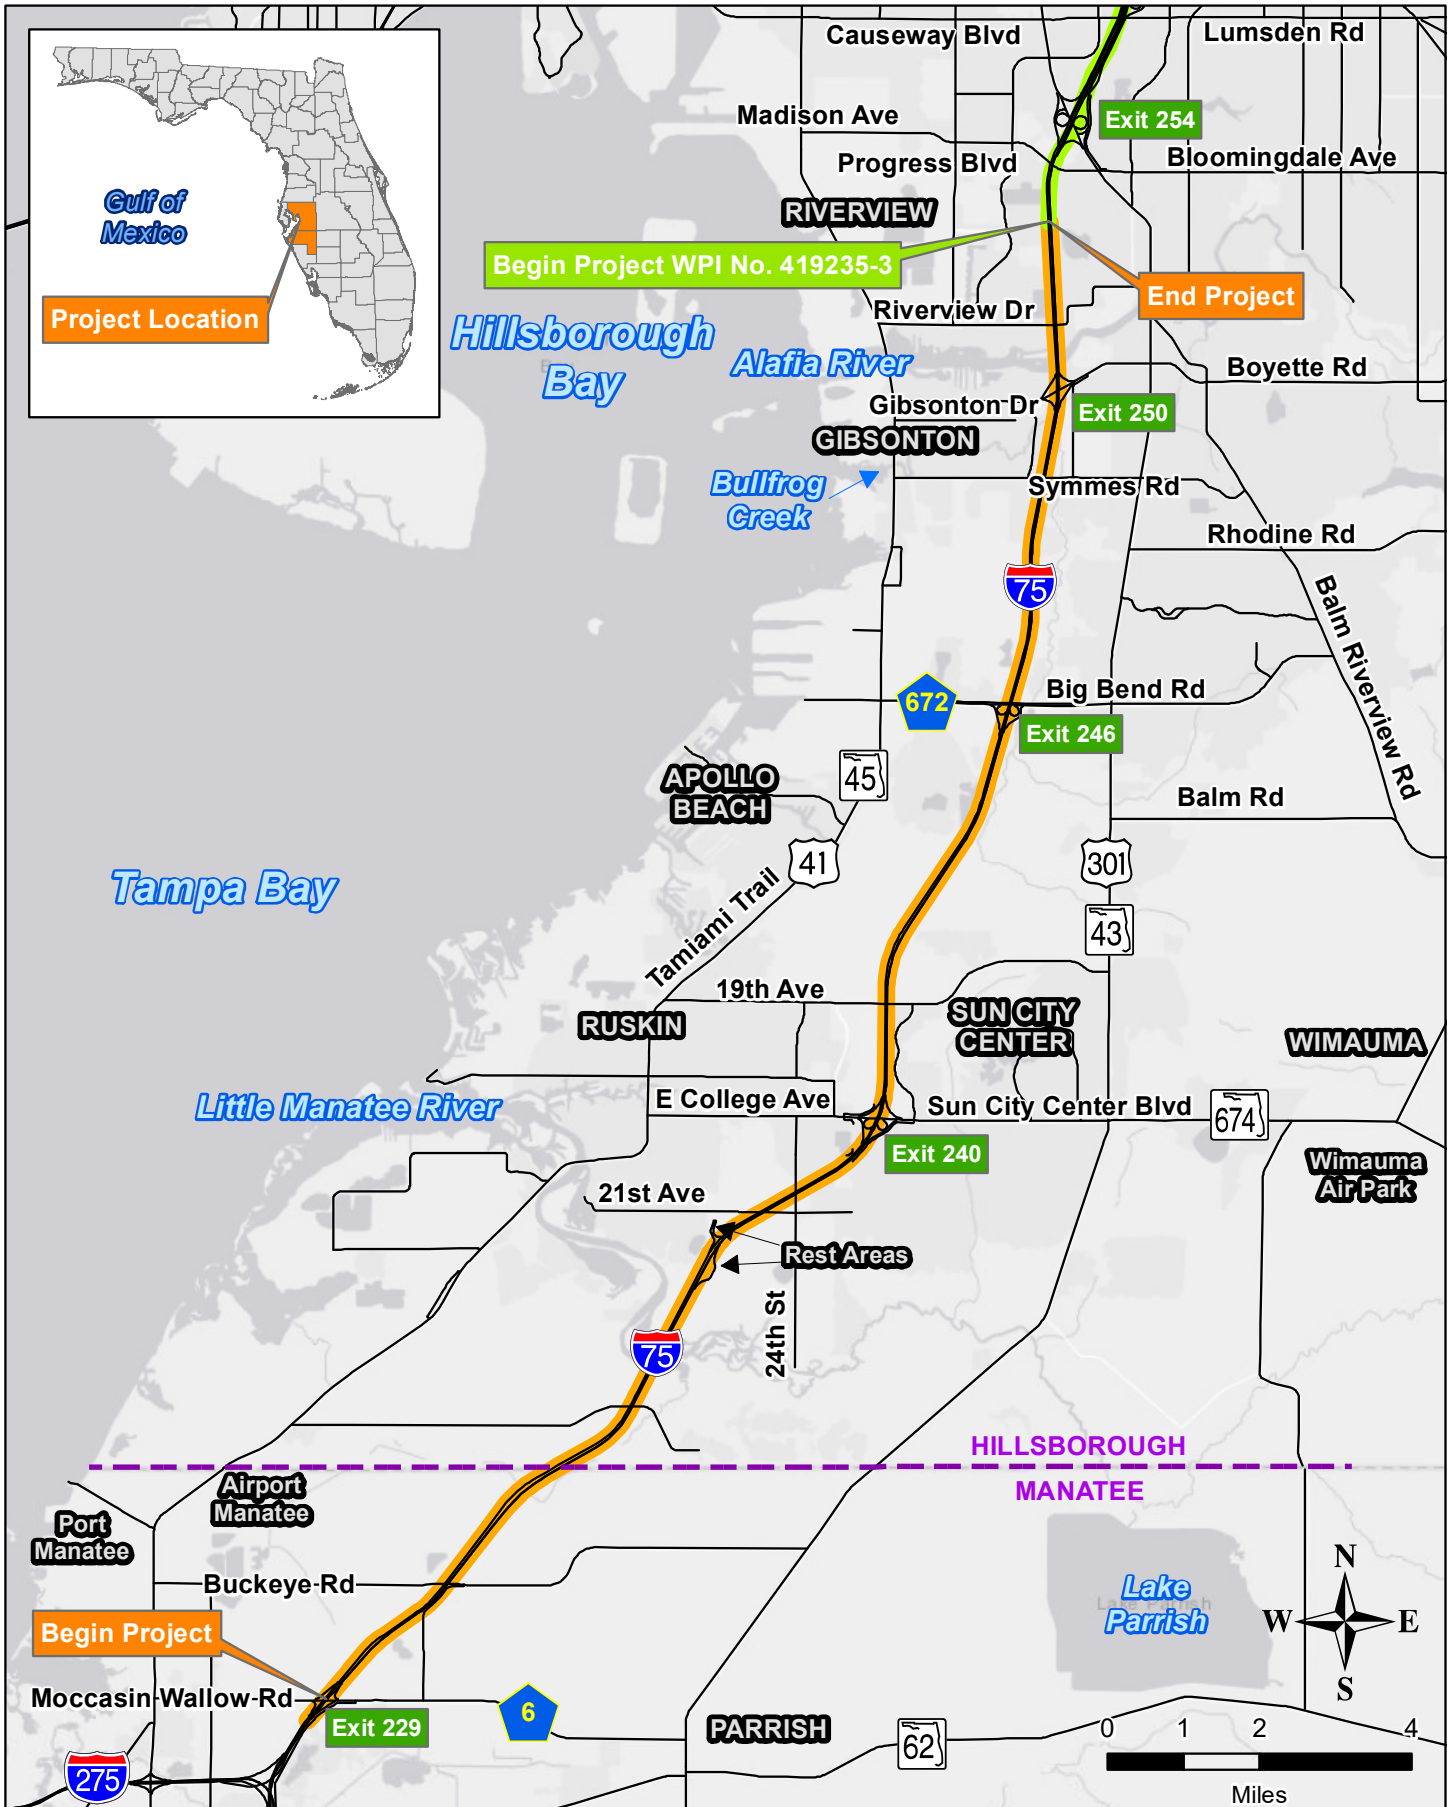 Causeway Blvd
Lumsden Rd
Madison Ave
Exit 254
Progress Blvd
Bloomingdale Ave
Gulf of
Mexico
RIVERVIEW
Begin Project WPI No. 419235-3
End Project
Project Location
Riverview Dr
Hillsborough
Bay
Alafia River
Boyette Rd
Gibsonton Dr
Exit 250
GIBSONTON
Bullfrog
Creek
Symmes Rd
Rhodine Rd
75
Balm Riverview Rd
672
Big Bend Rd
Exit 246
APOLLO
BEACH
45
Balm Rd
41
301
Tampa Bay
Tamiami Trail
43
19th Ave
RUSKIN
SUN CITY
CENTER
WIMAUMA
Little Manatee River
E College Ave
Sun City Center Blvd
674
Exit 240
Wimauma
Air Park
21st Ave
Rest Areas
24th St
75
HILLSBOROUGH
MANATEE
Airport
Manatee
Port
Manatee
Buckeye Rd
Lake
Parrish
Lake Parrish
N
W
E
S
Begin Project
Moccasin Wallow Rd
Exit 229
6
PARRISH
62
275
0 1 2 4
Miles